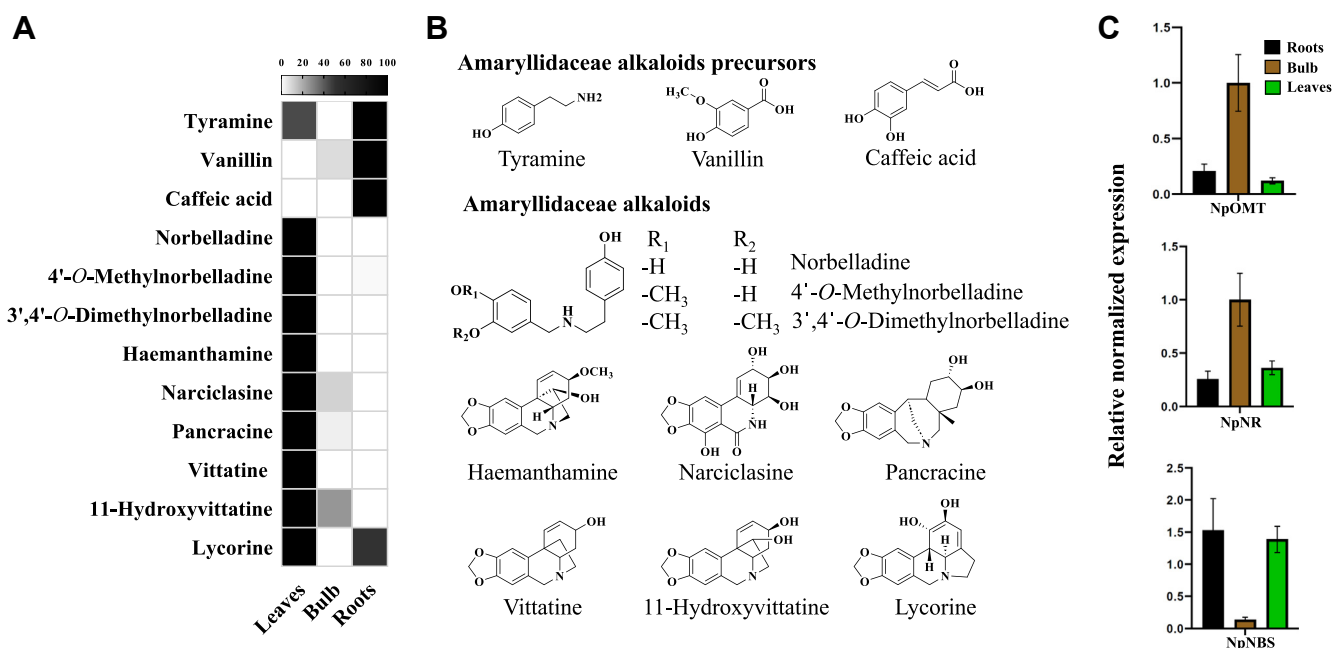 A
0 20 40 60 80 100
Tyramine
Vanillin
Caffeic acid
Norbelladine
4'-O-Methylnorbelladine
3',4'-O-Dimethylnorbelladine
Haemanthamine
Narciclasine
Pancracine
Vittatine
11-Hydroxyvittatine
Lycorine
Leaves
Bulb
Roots
B
Amaryllidaceae alkaloids precursors
NH2
HO
Tyramine
H₃C
O
O
OH
HO
Vanillin
O
OH
HO
OH
Caffeic acid
Amaryllidaceae alkaloids
OH
OR₁
R₂O
H
N
R₁ R₂
-H -H Norbelladine
-CH₃ -H 4'-O-Methylnorbelladine
-CH₃ -CH₃ 3',4'-O-Dimethylnorbelladine
OCH₃
OH
H
O
O
N
Haemanthamine
OH
OH
H
OH
O
O
NH
OH
O
Narciclasine
OH
OH
O
O
N
Pancracine
OH
O
O
N
Vittatine
OH
OH
O
O
N
11-Hydroxyvittatine
OH
HO
H
O
O
H
N
Lycorine
C
Relative normalized expression
Roots
Bulb
Leaves
1.5
1.0
0.5
0.0
NpOMT
1.5
1.0
0.5
0.0
NpNR
2.5
2.0
1.5
1.0
0.5
0.0
NpNBS